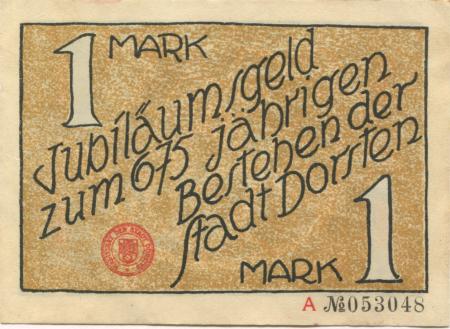 1 MARK
Jubiläumsgeld
zum 675 jährigen
Bestehen der
Stadt Dorsten
MARK 1
A №053048